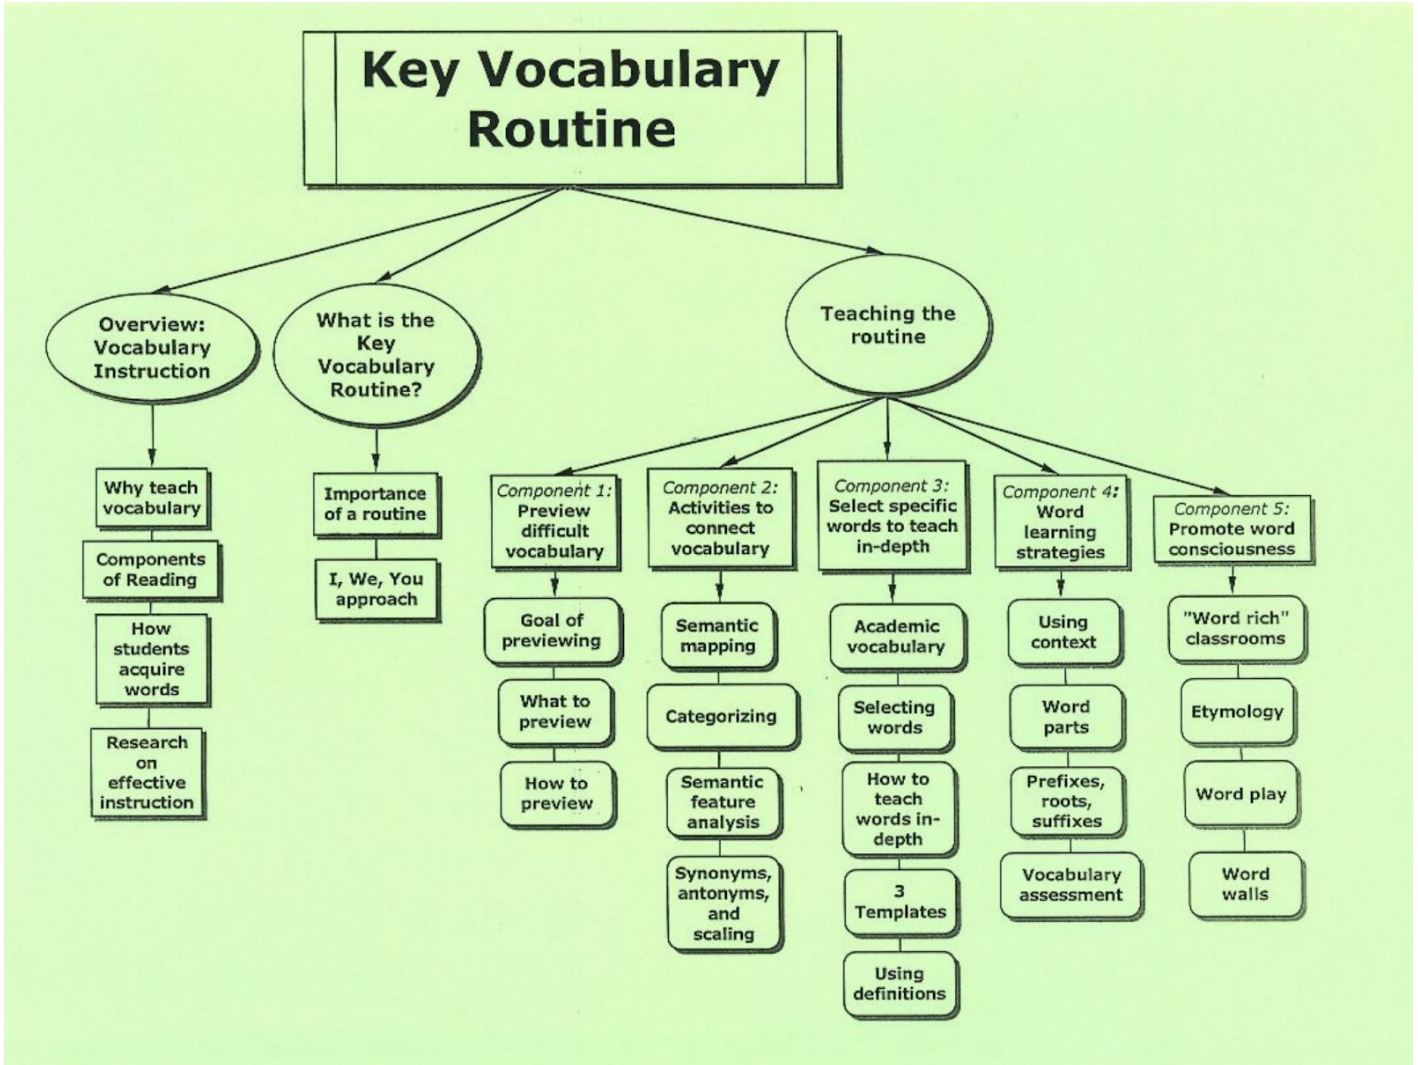 Key Vocabulary
Routine
Overview:
Vocabulary
Instruction
Why teach
vocabulary
Components
of Reading
How
students
acquire
words
Research
on
effective
instruction
What is the
Key
Vocabulary
Routine?
Importance
of a routine
I, We, You
approach
Teaching the
routine
Component 1:
Preview
difficult
vocabulary
Goal of
previewing
What to
preview
How to
preview
Component 2:
Activities to
connect
vocabulary
Semantic
mapping
Categorizing
Semantic
feature
analysis
Synonyms,
antonyms,
and
scaling
Component 3:
Select specific
words to teach
in-depth
Academic
vocabulary
Selecting
words
How to
teach
words in-
depth
3
Templates
Using
definitions
Component 4:
Word
learning
strategies
Using
context
Word
parts
Prefixes,
roots,
suffixes
Vocabulary
assessment
Component 5:
Promote word
consciousness
"Word rich"
classrooms
Etymology
Word play
Word
walls